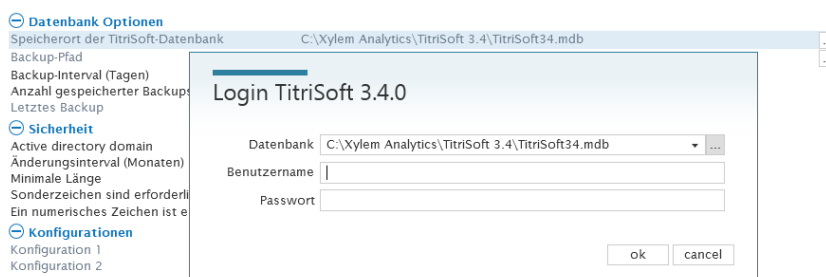 Datenbank Optionen
Speicherort der TitriSoft-Datenbank C:\Xylem Analytics\TitriSoft 3.4\TitriSoft34.mdb
Backup-Pfad
Backup-Interval (Tagen)
Anzahl gespeicherter Backups
Letztes Backup
Sicherheit
Active directory domain
Änderungsinterval (Monaten)
Minimale Länge
Sonderzeichen sind erforderli
Ein numerisches Zeichen ist e
Konfigurationen
Konfiguration 1
Konfiguration 2
Login TitriSoft 3.4.0
Datenbank C:\Xylem Analytics\TitriSoft 3.4\TitriSoft34.mdb ...
Benutzername
Passwort
ok cancel